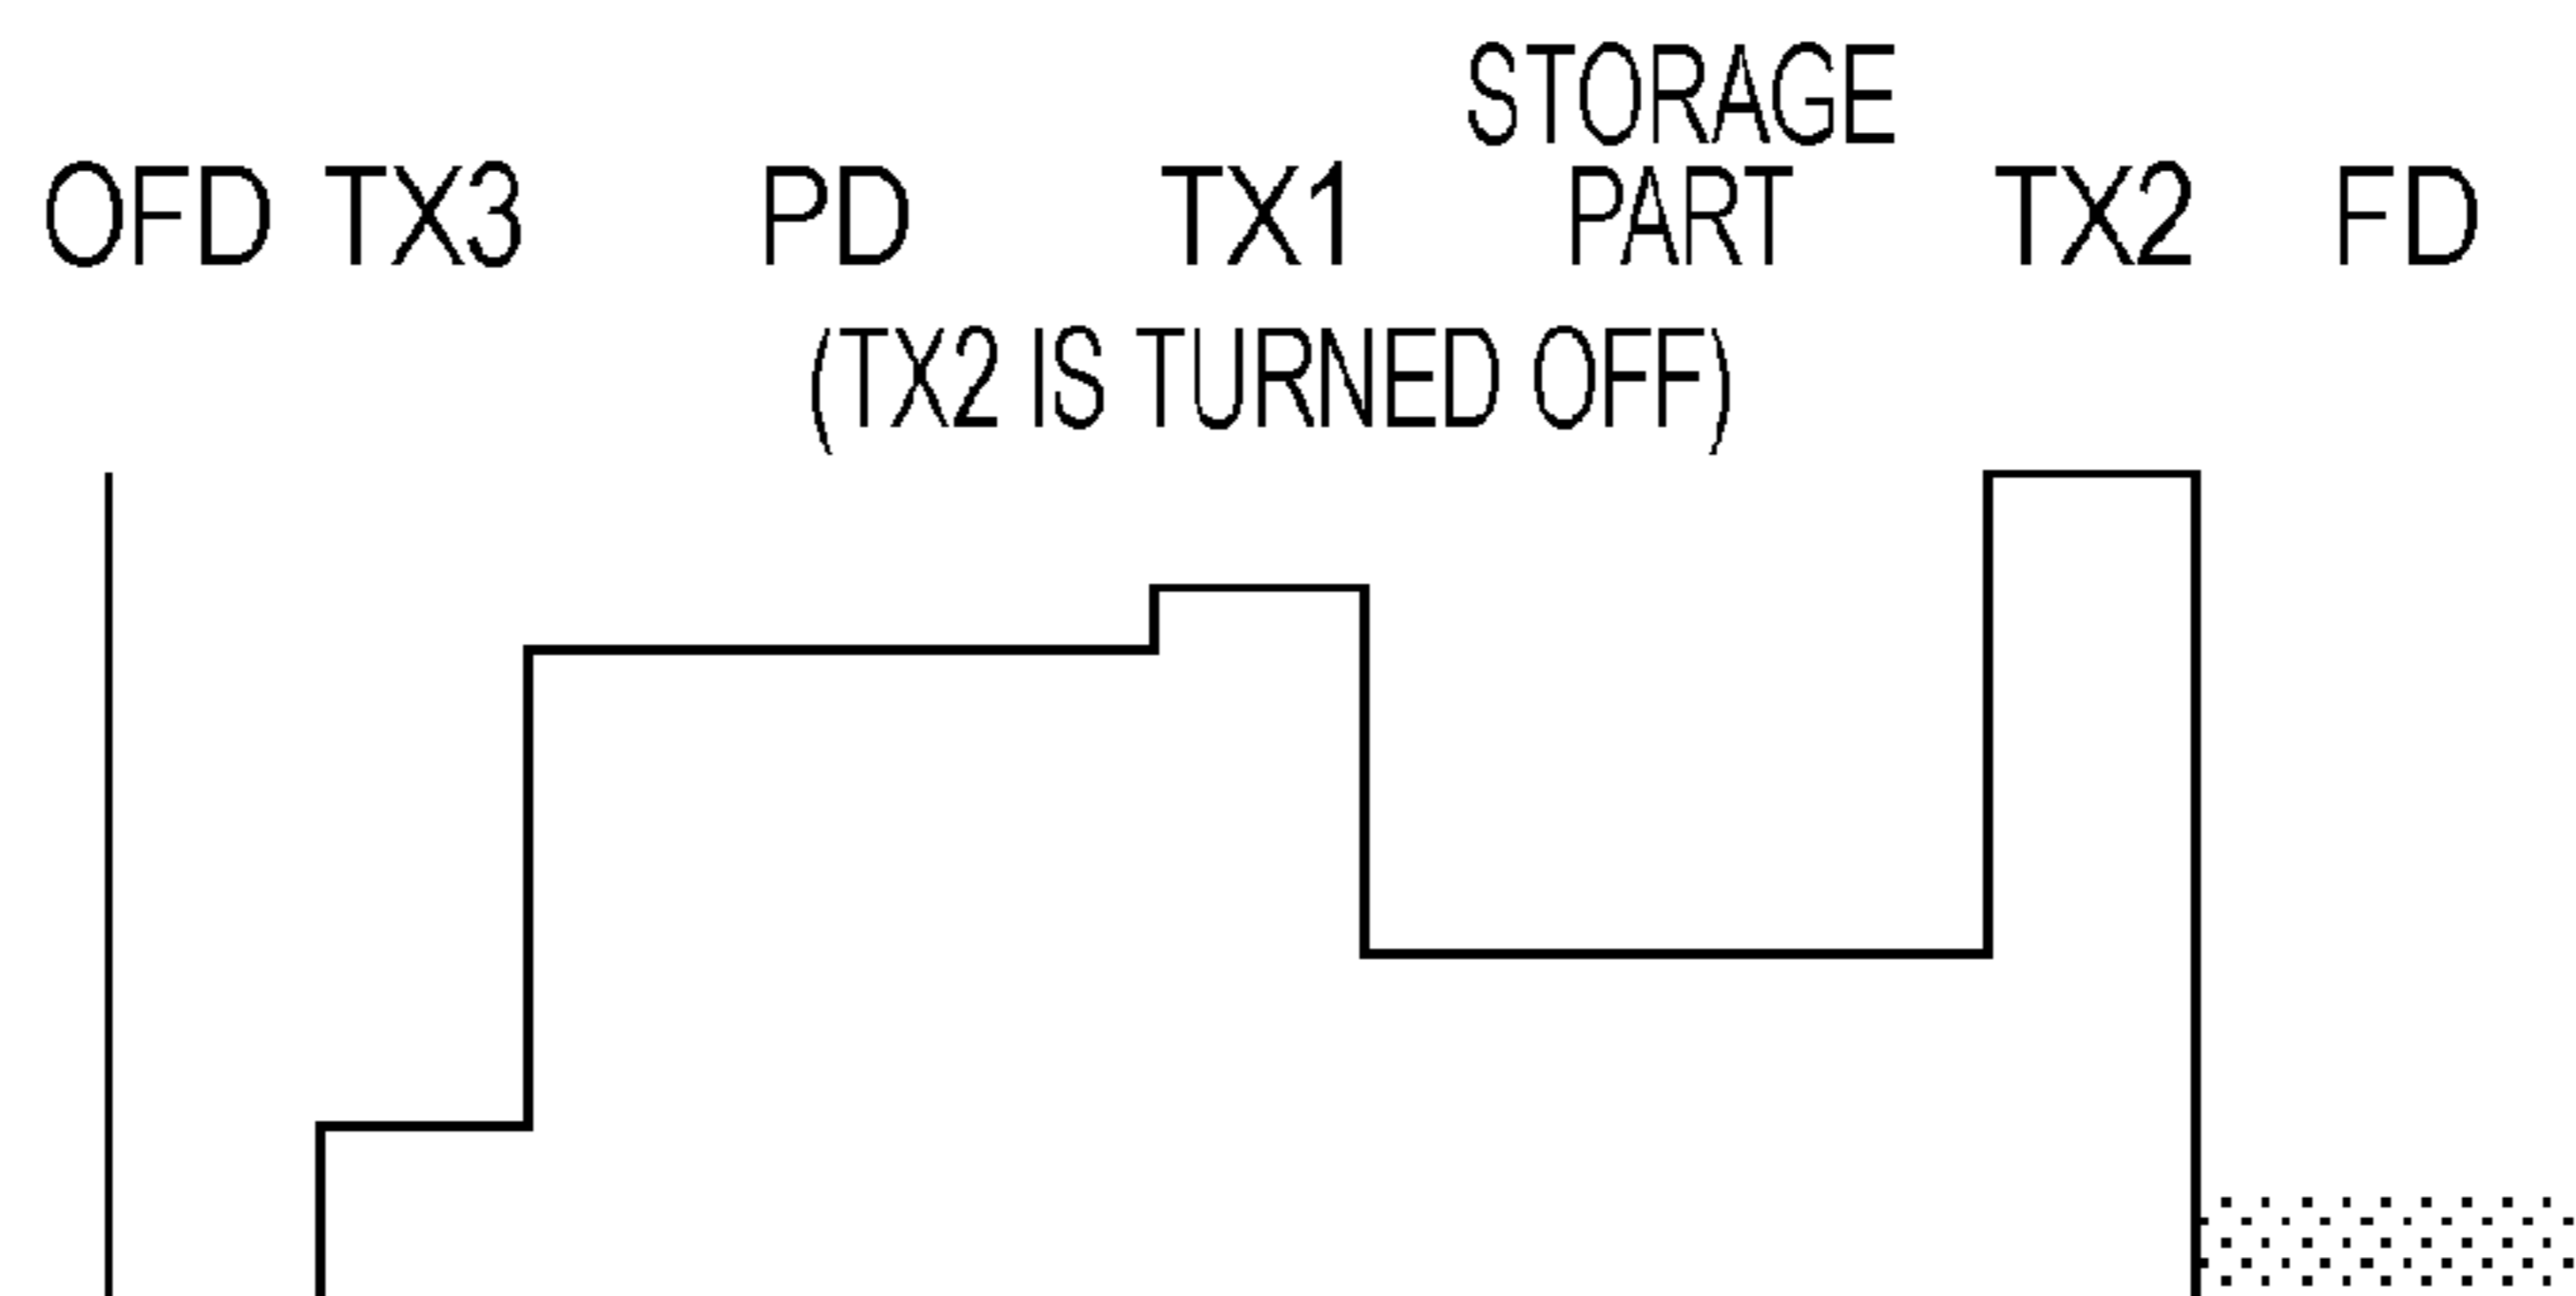 OFD TX3 PD TX1 STORAGE PART TX2 FD
(TX2 IS TURNED OFF)